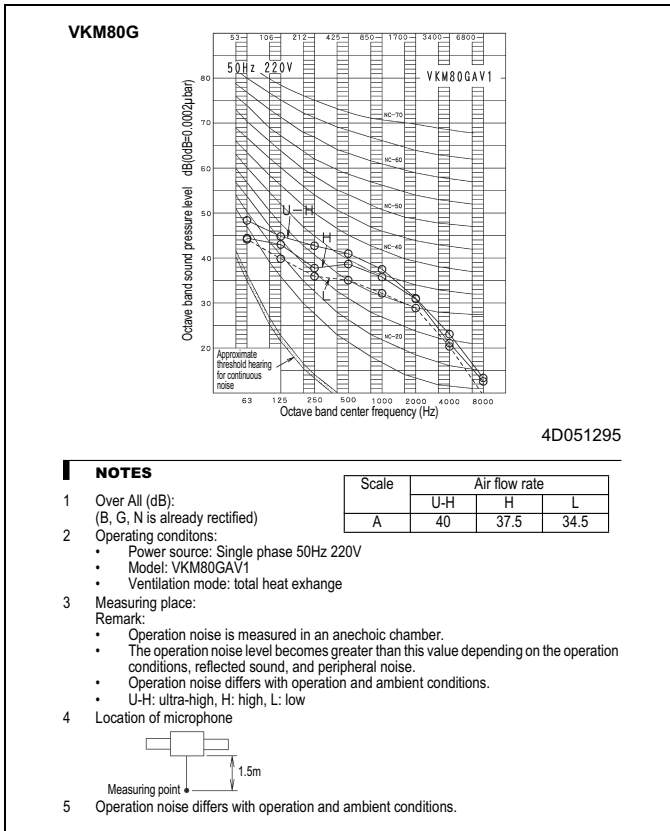 VKM80G
53 106 212 425 850 1700 3400 6800
50Hz 220V
VKM80GAV1
Octave band sound pressure level dB(0dB=0.0002μbar)
80
70
60
50
40
30
20
NC-70
NC-60
NC-50
NC-40
NC-20
U-H
H
L
Approximate
threshold hearing
for continuous
noise
63 125 250 500 1000 2000 4000 8000
Octave band center frequency (Hz)
4D051295
NOTES
1 Over All (dB):
(B, G, N is already rectified)
Scale Air flow rate
U-H H L
A 40 37.5 34.5
2 Operating conditons:
• Power source: Single phase 50Hz 220V
• Model: VKM80GAV1
• Ventilation mode: total heat exhange
3 Measuring place:
Remark:
• Operation noise is measured in an anechoic chamber.
• The operation noise level becomes greater than this value depending on the operation
conditions, reflected sound, and peripheral noise.
• Operation noise differs with operation and ambient conditions.
• U-H: ultra-high, H: high, L: low
4 Location of microphone
1.5m
Measuring point
5 Operation noise differs with operation and ambient conditions.